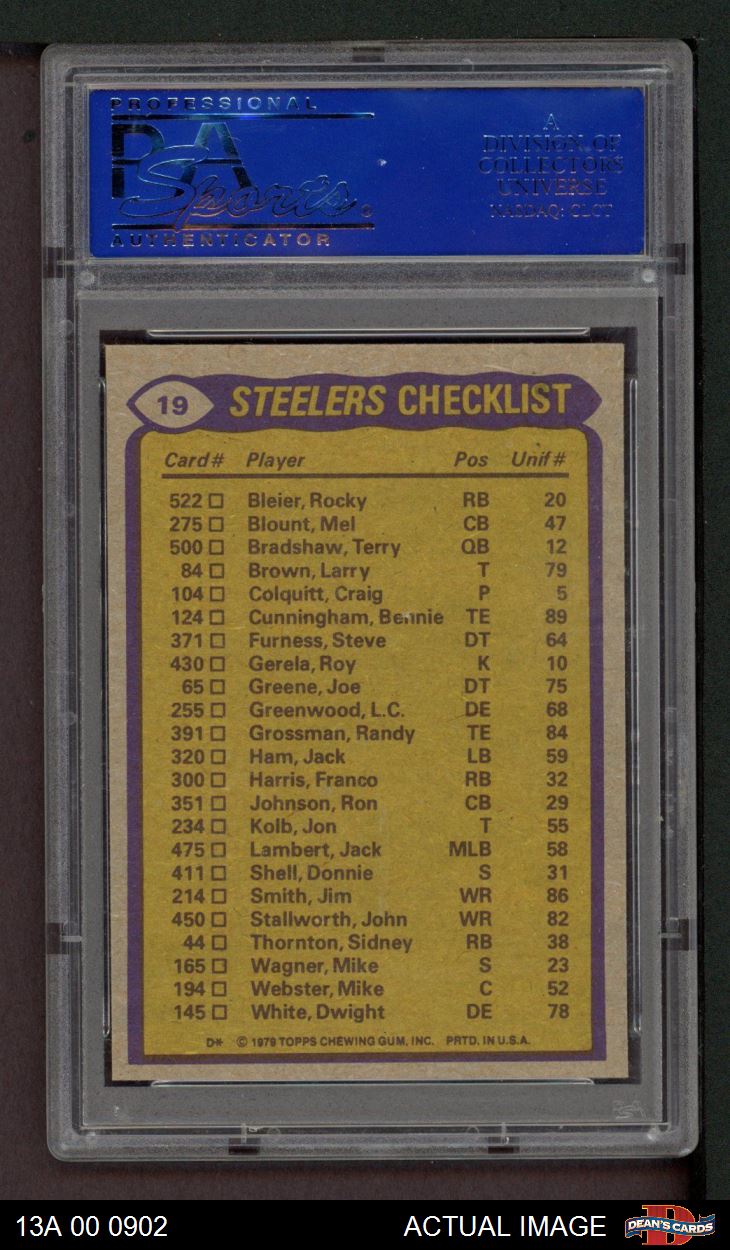 PROFESSIONAL
PSA
Sports
AUTHENTICATOR
A
DIVISION OF
COLLECTORS
UNIVERSE
NASDAQ: CLCT
19 STEELERS CHECKLIST
Card # Player Pos Unif #
522 Bleier, Rocky RB 20
275 Blount, Mel CB 47
500 Bradshaw, Terry QB 12
84 Brown, Larry T 79
104 Colquitt, Craig P 5
124 Cunningham, Bennie TE 89
371 Furness, Steve DT 64
430 Gerela, Roy K 10
65 Greene, Joe DT 75
255 Greenwood, L.C. DE 68
391 Grossman, Randy TE 84
320 Ham, Jack LB 59
300 Harris, Franco RB 32
351 Johnson, Ron CB 29
234 Kolb, Jon T 55
475 Lambert, Jack MLB 58
411 Shell, Donnie S 31
214 Smith, Jim WR 86
450 Stallworth, John WR 82
44 Thornton, Sidney RB 38
165 Wagner, Mike S 23
194 Webster, Mike C 52
145 White, Dwight DE 78
D* © 1979 TOPPS CHEWING GUM, INC. PRTD. IN U.S.A.
PSA
13A 00 0902 ACTUAL IMAGE DEAN'S CARDS